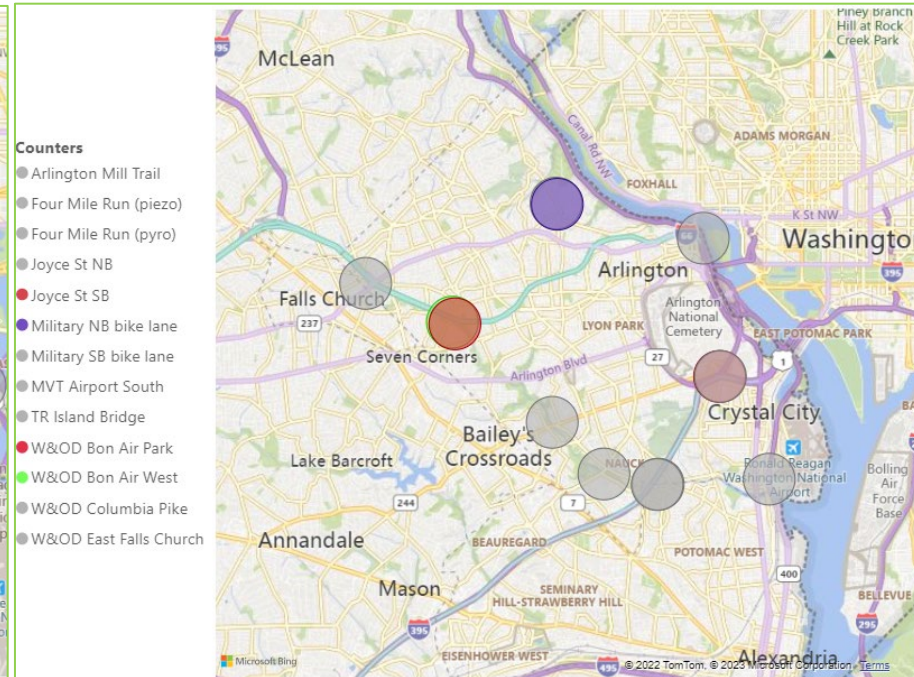 Counters
Arlington Mill Trail
Four Mile Run (piezo)
Four Mile Run (pyro)
Joyce St NB
Joyce St SB
Military NB bike lane
Military SB bike lane
MVT Airport South
TR Island Bridge
W&OD Bon Air Park
W&OD Bon Air West
W&OD Columbia Pike
W&OD East Falls Church
Piney Branch
Hill at Rock
Creek Park
495
McLean
ADAMS MORGAN
Canal Rd NW
FOXHALL
K St NW
66
Washingto
395
Arlington
Falls Church
Arlington
National
Cemetery
237
LYON PARK
EAST POTOMAC PARK
Seven Corners
27
1
Arlington Blvd
Crystal City
Bailey's
Crossroads
Lake Barcroft
NAUCK
Ronald Reagan
Washington National
Airport
Bolling
Air
Force
Base
244
7
Annandale
BEAUREGARD
POTOMAC WEST
400
Mason
SEMINARY
HILL-STRAWBERRY HILL
BELLEVUE
395
295
EISENHOWER WEST
Alexandria
Microsoft Bing
495
© 2022 TomTom, © 2023 Microsoft Corporation Terms